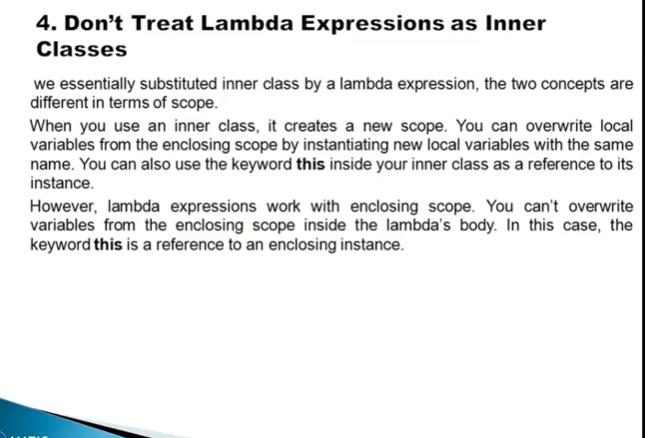 4. Don't Treat Lambda Expressions as Inner
Classes
we essentially substituted inner class by a lambda expression, the two concepts are
different in terms of scope.
When you use an inner class, it creates a new scope. You can overwrite local
variables from the enclosing scope by instantiating new local variables with the same
name. You can also use the keyword this inside your inner class as a reference to its
instance.
However, lambda expressions work with enclosing scope. You can't overwrite
variables from the enclosing scope inside the lambda's body. In this case, the
keyword this is a reference to an enclosing instance.